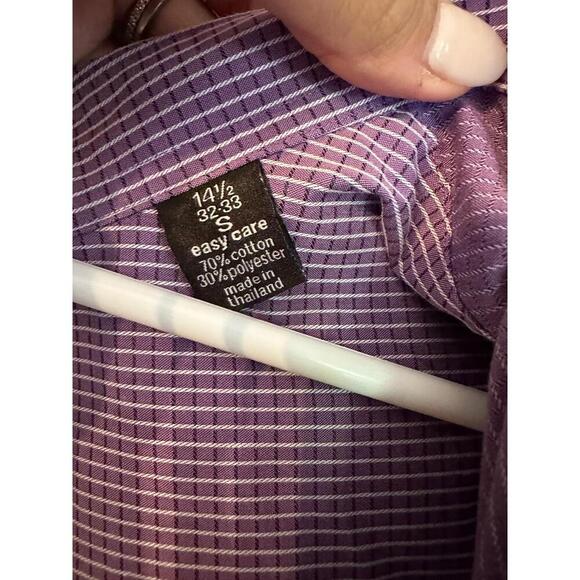 14½
32-33
S
easy care
70% cotton
30% polyester
made in
thailand